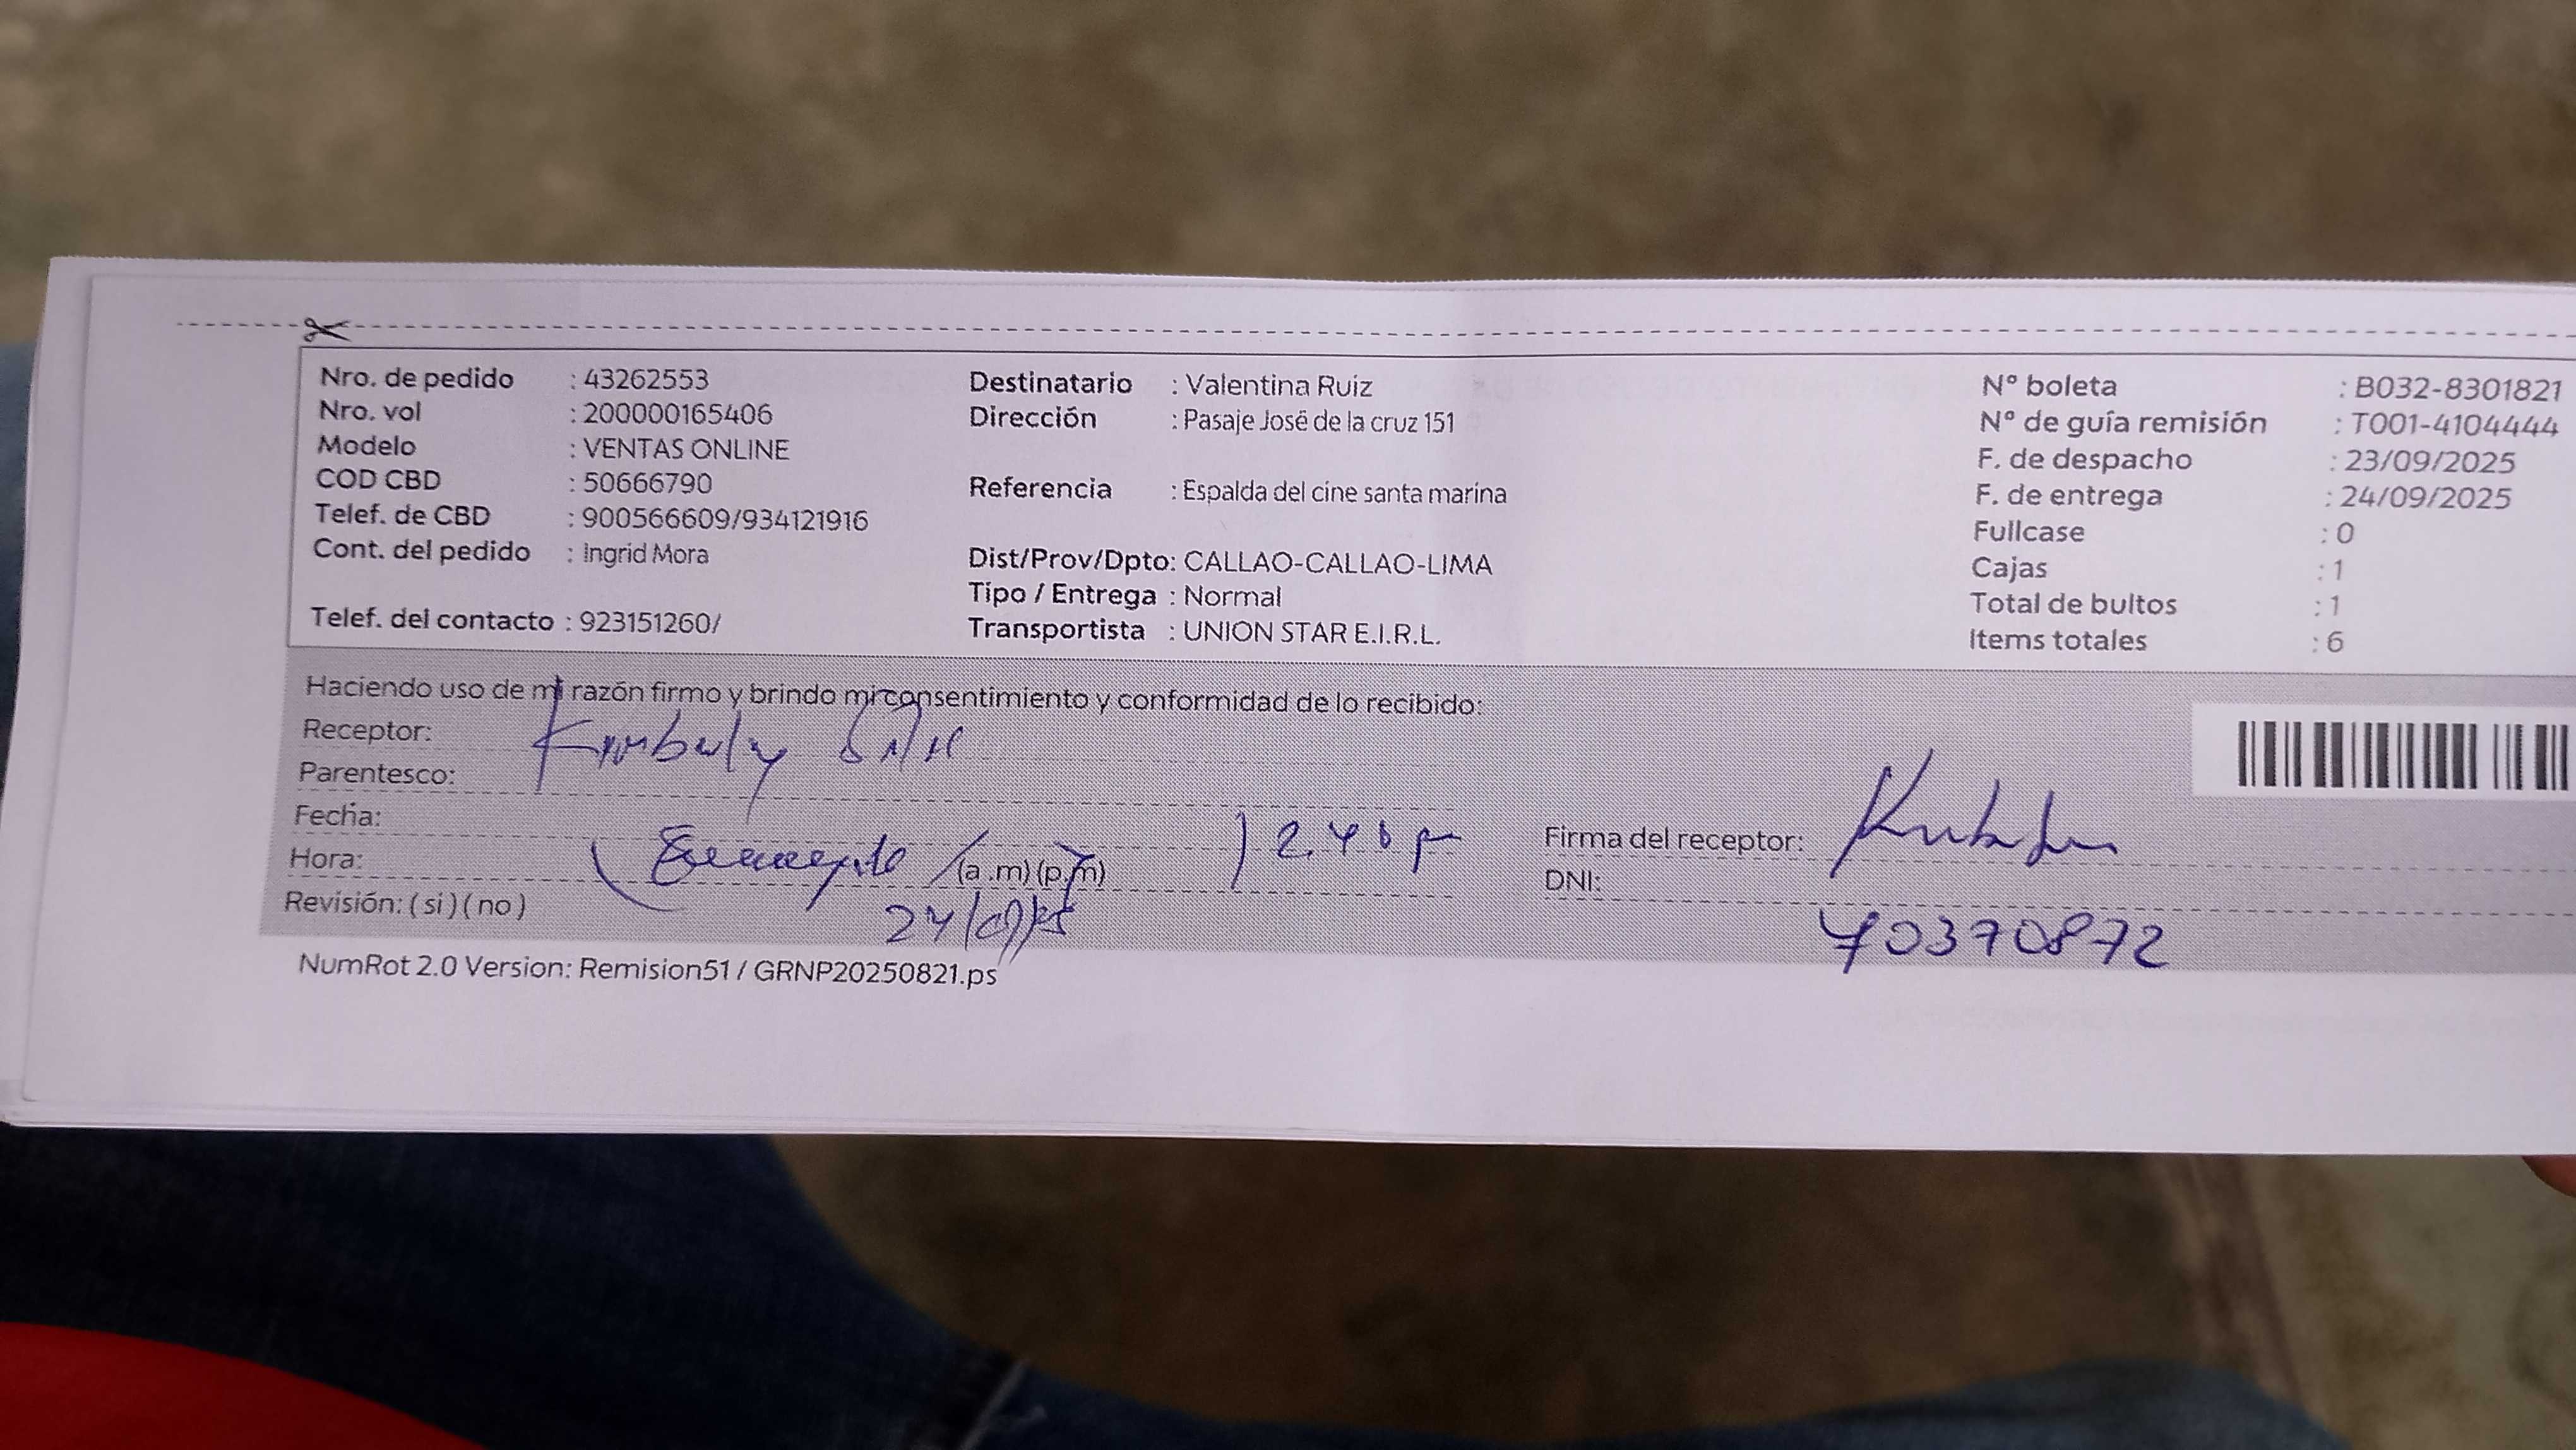 Nro. de pedido : 43262553
Nro. vol : 200000165406
Modelo : VENTAS ONLINE
COD CBD : 50666790
Telef. de CBD : 900566609/934121916
Cont. del pedido : Ingrid Mora
Telef. del contacto : 923151260/
Destinatario : Valentina Ruiz
Dirección : Pasaje José de la cruz 151
Referencia : Espalda del cine santa marina
Dist/Prov/Dpto: CALLAO-CALLAO-LIMA
Tipo / Entrega : Normal
Transportista : UNION STAR E.I.R.L.
N° boleta : B032-8301821
N° de guía remisión : T001-4104444
F. de despacho : 23/09/2025
F. de entrega : 24/09/2025
Fullcase : 0
Cajas : 1
Total de bultos : 1
Items totales : 6
Haciendo uso de mi razón firmo y brindo mi consentimiento y conformidad de lo recibido:
Receptor: Kimberly
Parentesco:
Fecha:
Hora: (a .m) (p.m)
Revisión: ( si ) ( no )
Firma del receptor:
DNI:
70370872
NumRot 2.0 Version: Remision51 / GRNP20250821.ps